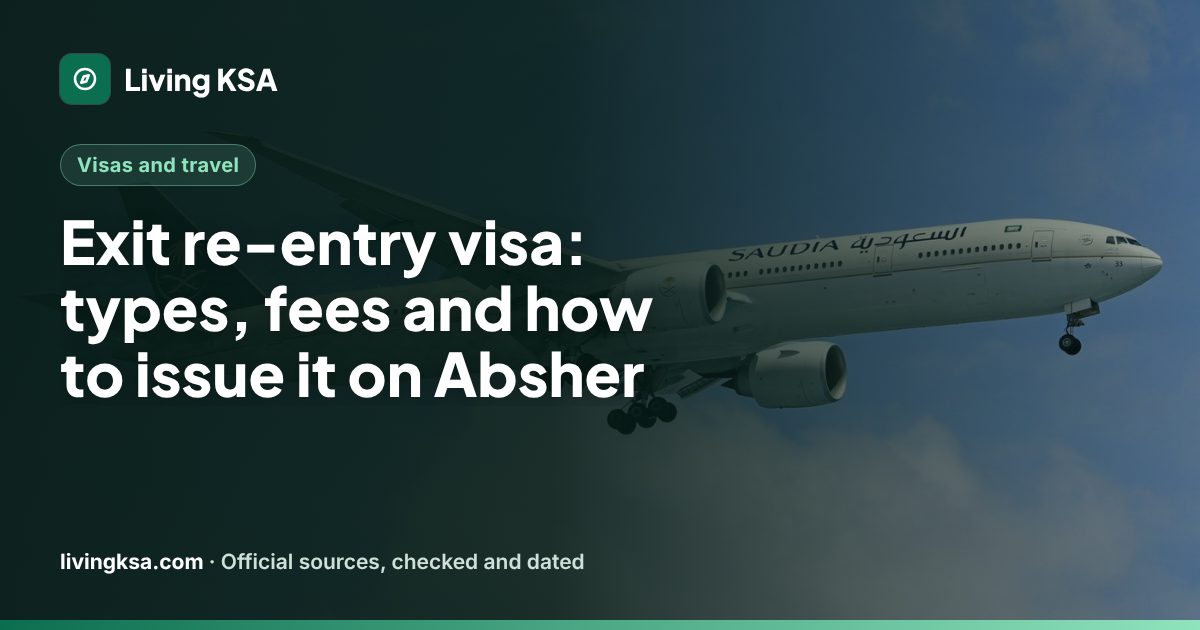 Living KSA
Visas and travel
Exit re-entry visa:
types, fees and how
to issue it on Absher
SAUDIA السعودية
33
livingksa.com · Official sources, checked and dated